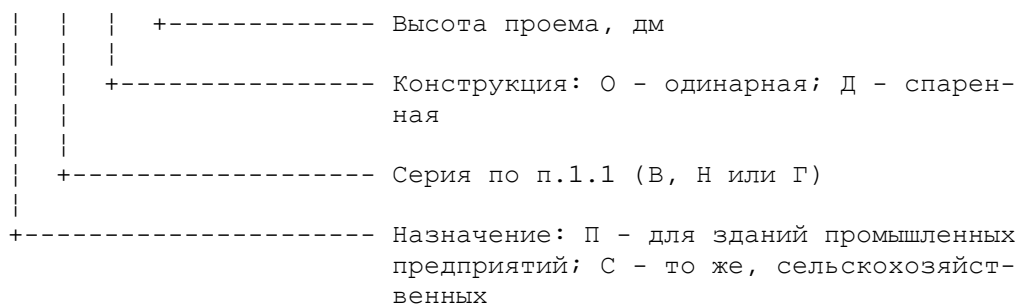 ¦  ¦  ¦ +------------- Высота проема, дм
¦  ¦  ¦
¦  ¦  +---------------- Конструкция: О - одинарная; Д - спарен-
¦  ¦                    ная
¦  ¦
¦  +------------------- Серия по п.1.1 (В, Н или Г)
¦
+---------------------- Назначение: П - для зданий промышленных
                        предприятий; С - то же, сельскохозяйст-
                        венных